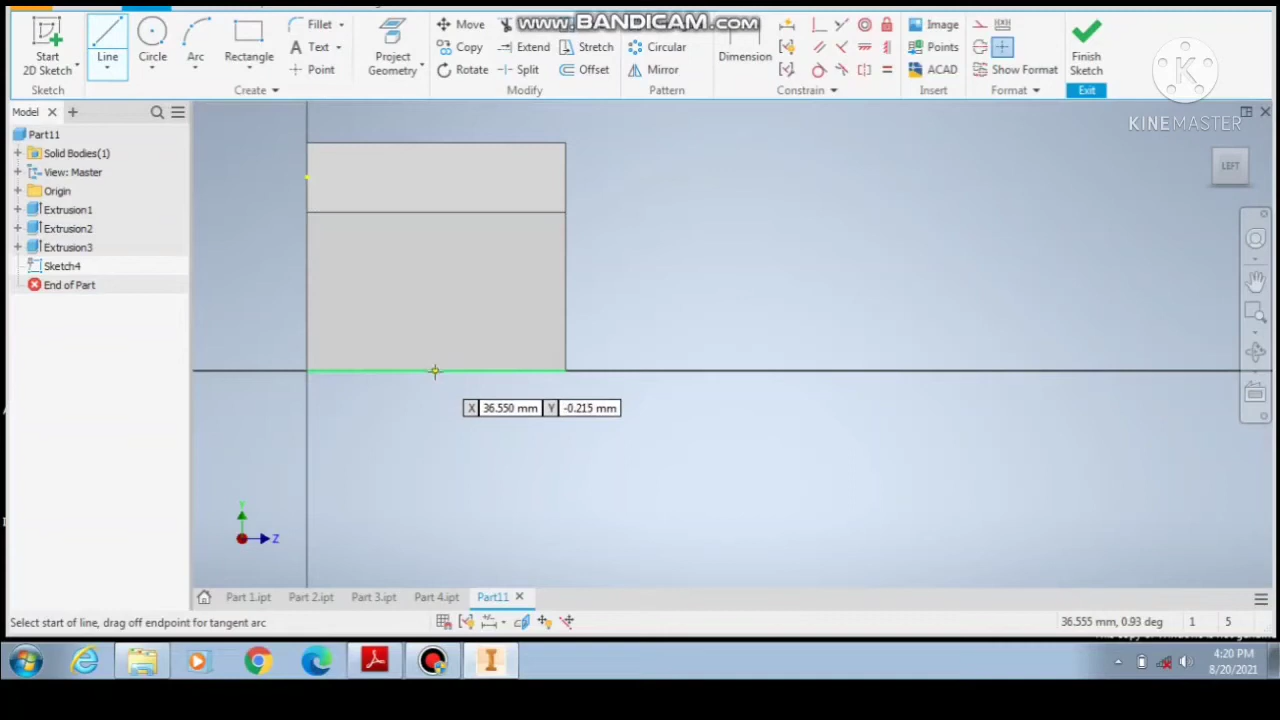 Fillet Move www.BANDICAM.com Image
Start 2D Sketch Line Circle Arc Rectangle Text Project Geometry Copy Extend Stretch Circular Dimension Points Finish Sketch
Point Rotate Split Offset Mirror ACAD Show Format
Sketch Create Modify Pattern Constrain Insert Format Exit
K
KINEMASTER
Model
LEFT
Part11
Solid Bodies(1)
View: Master
Origin
Extrusion1
Extrusion2
Extrusion3
Sketch4
End of Part
X 36.550 mm Y -0.215 mm
Y
Z
Part 1.ipt Part 2.ipt Part 3.ipt Part 4.ipt Part11
Select start of line, drag off endpoint for tangent arc 36.555 mm, 0.93 deg 1 5
4:20 PM
8/20/2021